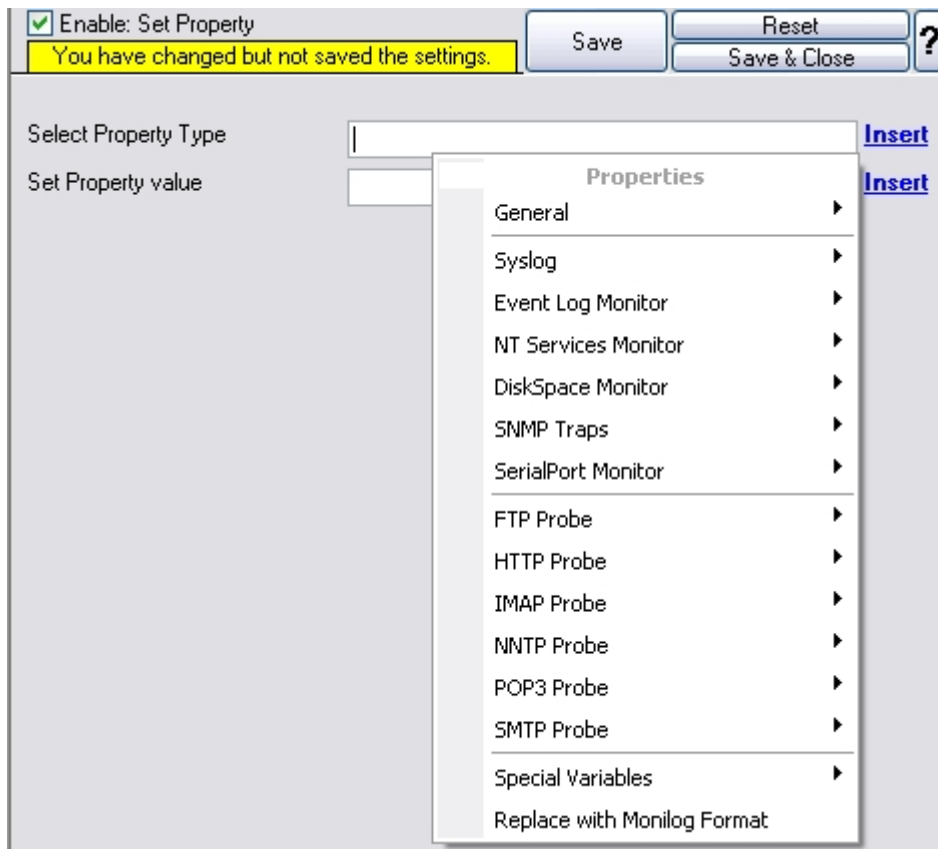 Enable: Set Property
You have changed but not saved the settings.
Save
Reset
Save & Close
?
Select Property Type
Insert
Set Property value
Insert
Properties
General
Syslog
Event Log Monitor
NT Services Monitor
DiskSpace Monitor
SNMP Traps
SerialPort Monitor
FTP Probe
HTTP Probe
IMAP Probe
NNTP Probe
POP3 Probe
SMTP Probe
Special Variables
Replace with Monilog Format